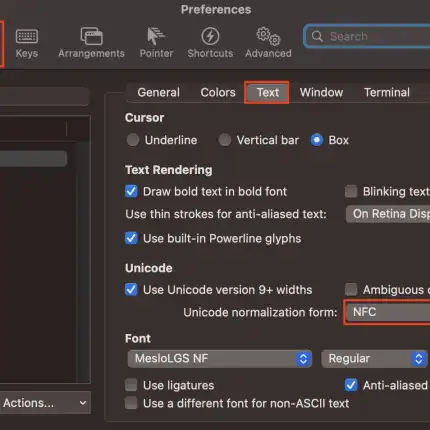 Preferences
Keys Arrangements Pointer Shortcuts Advanced Search
General Colors Text Window Terminal
Cursor
Underline Vertical bar Box
Text Rendering
Draw bold text in bold font Blinking text
Use thin strokes for anti-aliased text: On Retina Disp
Use built-in Powerline glyphs
Unicode
Use Unicode version 9+ widths Ambiguous
Unicode normalization form: NFC
Font
MesloLGS NF Regular
Use ligatures Anti-aliased
Actions... Use a different font for non-ASCII text